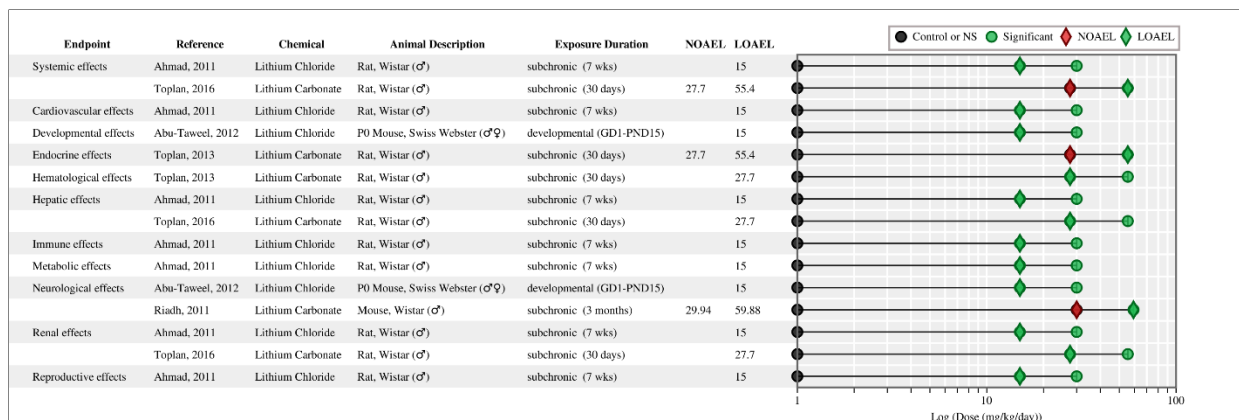 Control or NS Significant NOAEL LOAEL
Endpoint Reference Chemical Animal Description Exposure Duration NOAEL LOAEL
Systemic effects Ahmad, 2011 Lithium Chloride Rat, Wistar (♂) subchronic (7 wks) 15
Toplan, 2016 Lithium Carbonate Rat, Wistar (♂) subchronic (30 days) 27.7 55.4
Cardiovascular effects Ahmad, 2011 Lithium Chloride Rat, Wistar (♂) subchronic (7 wks) 15
Developmental effects Abu-Taweel, 2012 Lithium Chloride P0 Mouse, Swiss Webster (♂♀) developmental (GD1-PND15) 15
Endocrine effects Toplan, 2013 Lithium Carbonate Rat, Wistar (♂) subchronic (30 days) 27.7 55.4
Hematological effects Toplan, 2013 Lithium Carbonate Rat, Wistar (♂) subchronic (30 days) 27.7
Hepatic effects Ahmad, 2011 Lithium Chloride Rat, Wistar (♂) subchronic (7 wks) 15
Toplan, 2016 Lithium Carbonate Rat, Wistar (♂) subchronic (30 days) 27.7
Immune effects Ahmad, 2011 Lithium Chloride Rat, Wistar (♂) subchronic (7 wks) 15
Metabolic effects Ahmad, 2011 Lithium Chloride Rat, Wistar (♂) subchronic (7 wks) 15
Neurological effects Abu-Taweel, 2012 Lithium Chloride P0 Mouse, Swiss Webster (♂♀) developmental (GD1-PND15) 15
Riadh, 2011 Lithium Carbonate Mouse, Wistar (♂) subchronic (3 months) 29.94 59.88
Renal effects Ahmad, 2011 Lithium Chloride Rat, Wistar (♂) subchronic (7 wks) 15
Toplan, 2016 Lithium Carbonate Rat, Wistar (♂) subchronic (30 days) 27.7
Reproductive effects Ahmad, 2011 Lithium Chloride Rat, Wistar (♂) subchronic (7 wks) 15
1 10 100
Log (Dose (mg/kg/day))